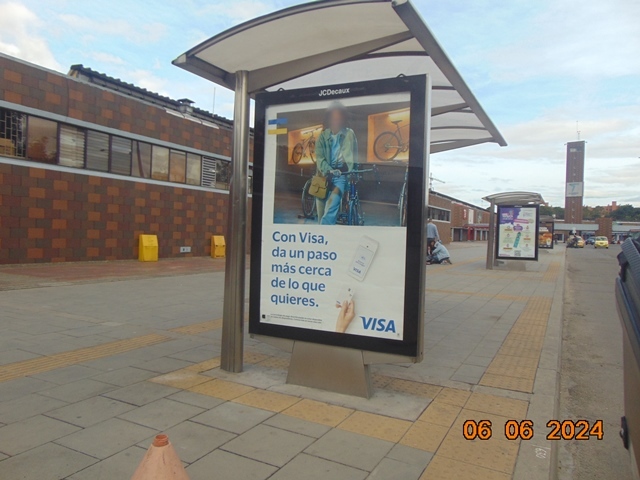 JCDecaux
Con Visa,
da un paso
más cerca
de lo que
quieres.
VISA
06 06 2024